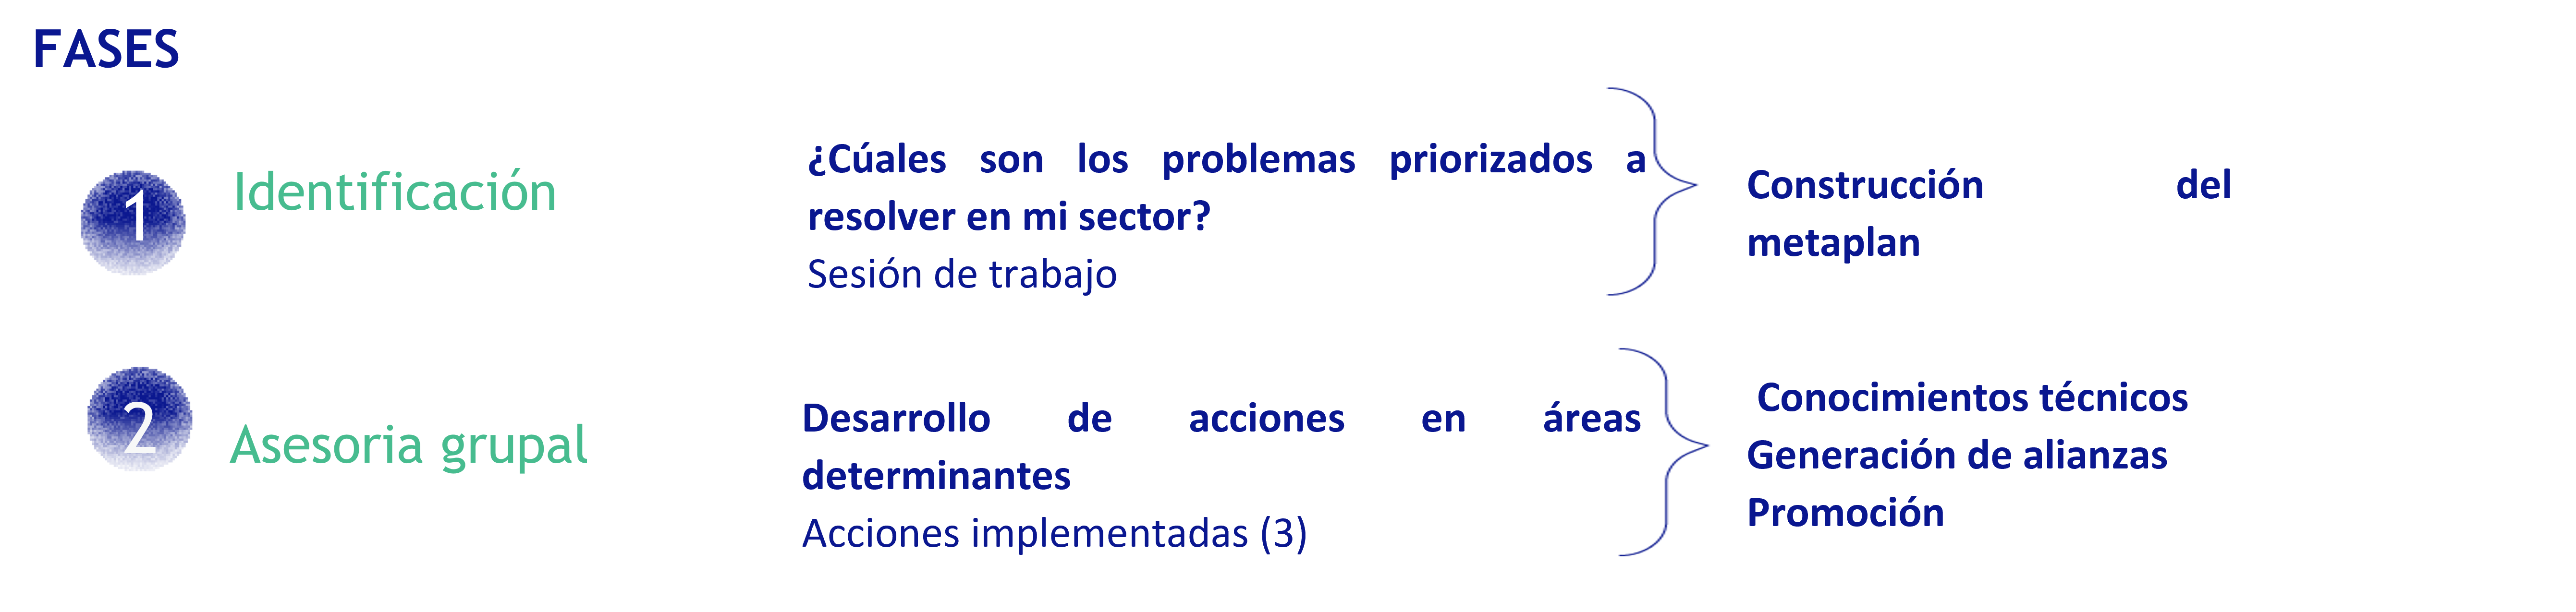 FASES
1
Identificación
¿Cúales son los problemas priorizados a
resolver en mi sector?
Sesión de trabajo
Construcción del
metaplan
2
Asesoria grupal
Desarrollo de acciones en áreas
determinantes
Acciones implementadas (3)
Conocimientos técnicos
Generación de alianzas
Promoción